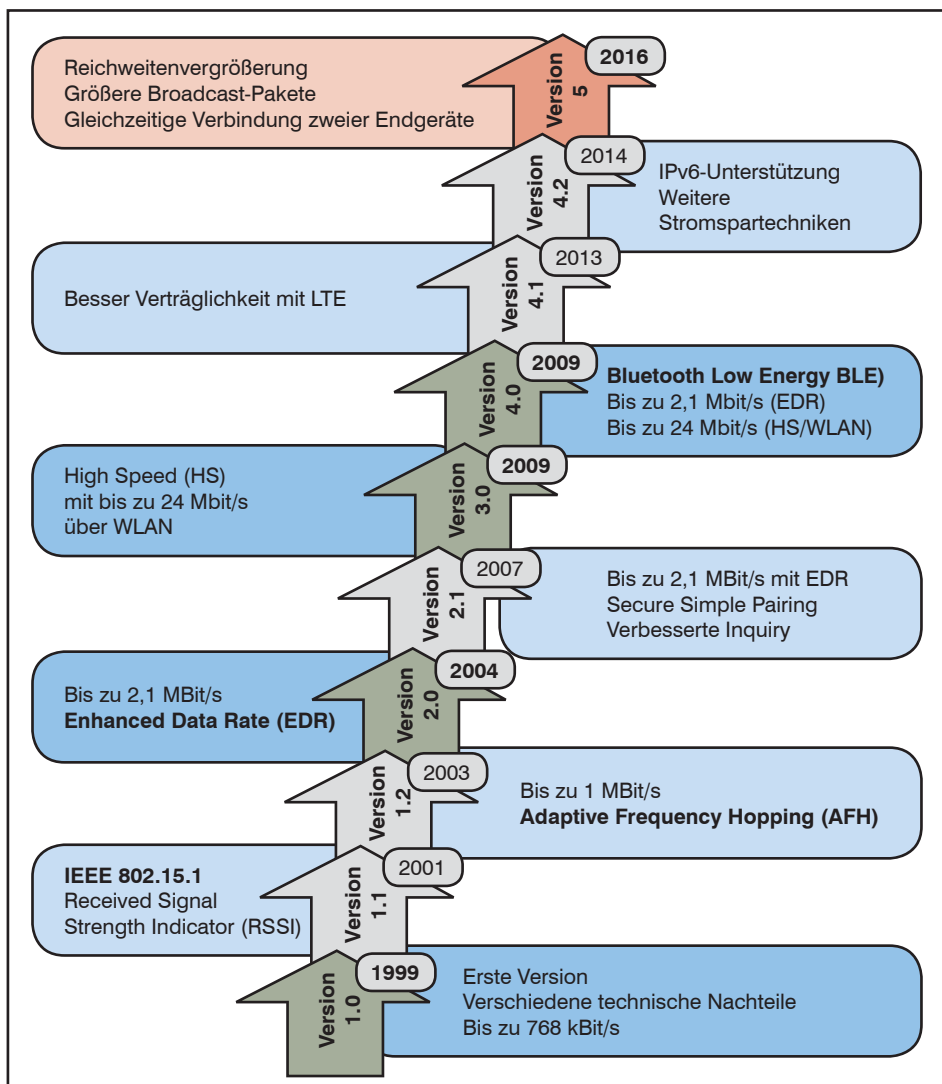 2016
Reichweitenvergrößerung
Größere Broadcast-Pakete
Gleichzeitige Verbindung zweier Endgeräte
Version
5
2014
IPv6-Unterstützung
Weitere
Stromspartechniken
Version
4.2
2013
Besser Verträglichkeit mit LTE
Version
4.1
2009
Bluetooth Low Energy BLE)
Bis zu 2,1 Mbit/s (EDR)
Bis zu 24 Mbit/s (HS/WLAN)
Version
4.0
2009
High Speed (HS)
mit bis zu 24 Mbit/s
über WLAN
Version
3.0
2007
Bis zu 2,1 MBit/s mit EDR
Secure Simple Pairing
Verbesserte Inquiry
Version
2.1
2004
Bis zu 2,1 MBit/s
Enhanced Data Rate (EDR)
Version
2.0
2003
Bis zu 1 MBit/s
Adaptive Frequency Hopping (AFH)
Version
1.2
2001
IEEE 802.15.1
Received Signal
Strength Indicator (RSSI)
Version
1.1
1999
Erste Version
Verschiedene technische Nachteile
Bis zu 768 kBit/s
Version
1.0